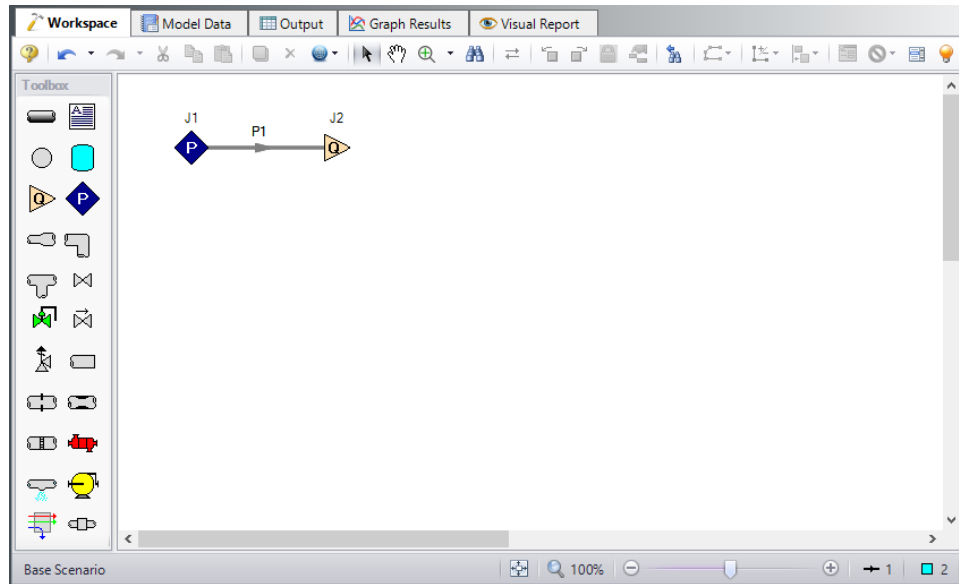 Workspace Model Data Output Graph Results Visual Report
Toolbox
A
J1 J2
P1
P Q
Q P
Base Scenario 100% 1 2